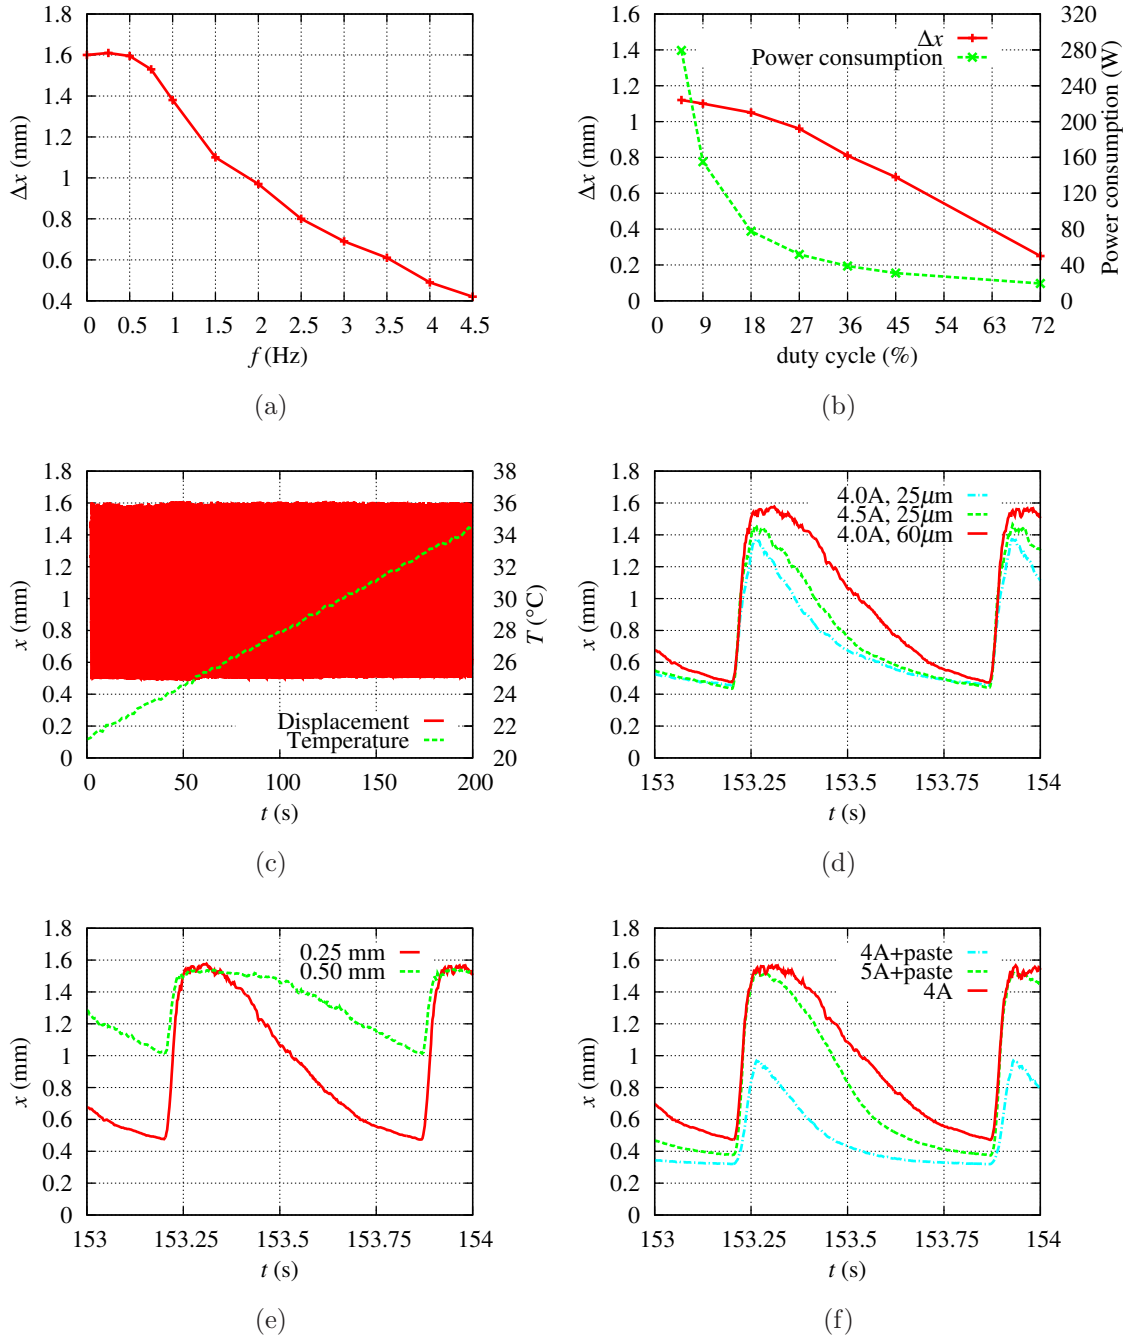 1.8
1.6
1.4
1.2
1
0.8
0.6
0.4
0 0.5 1 1.5 2 2.5 3 3.5 4 4.5
Δx (mm)
f (Hz)
(a)
1.6
1.4
1.2
1
0.8
0.6
0.4
0.2
0
320
280
240
200
160
120
80
40
0
0 9 18 27 36 45 54 63 72
Δx (mm)
Power consumption (W)
Δx
Power consumption
duty cycle (%)
(b)
1.8
1.6
1.4
1.2
1
0.8
0.6
0.4
0.2
0
38
36
34
32
30
28
26
24
22
20
0 50 100 150 200
x (mm)
T (°C)
Displacement
Temperature
t (s)
(c)
1.8
1.6
1.4
1.2
1
0.8
0.6
0.4
0.2
0
153 153.25 153.5 153.75 154
x (mm)
4.0A, 25μm
4.5A, 25μm
4.0A, 60μm
t (s)
(d)
1.8
1.6
1.4
1.2
1
0.8
0.6
0.4
0.2
0
153 153.25 153.5 153.75 154
x (mm)
0.25 mm
0.50 mm
t (s)
(e)
1.8
1.6
1.4
1.2
1
0.8
0.6
0.4
0.2
0
153 153.25 153.5 153.75 154
x (mm)
4A+paste
5A+paste
4A
t (s)
(f)